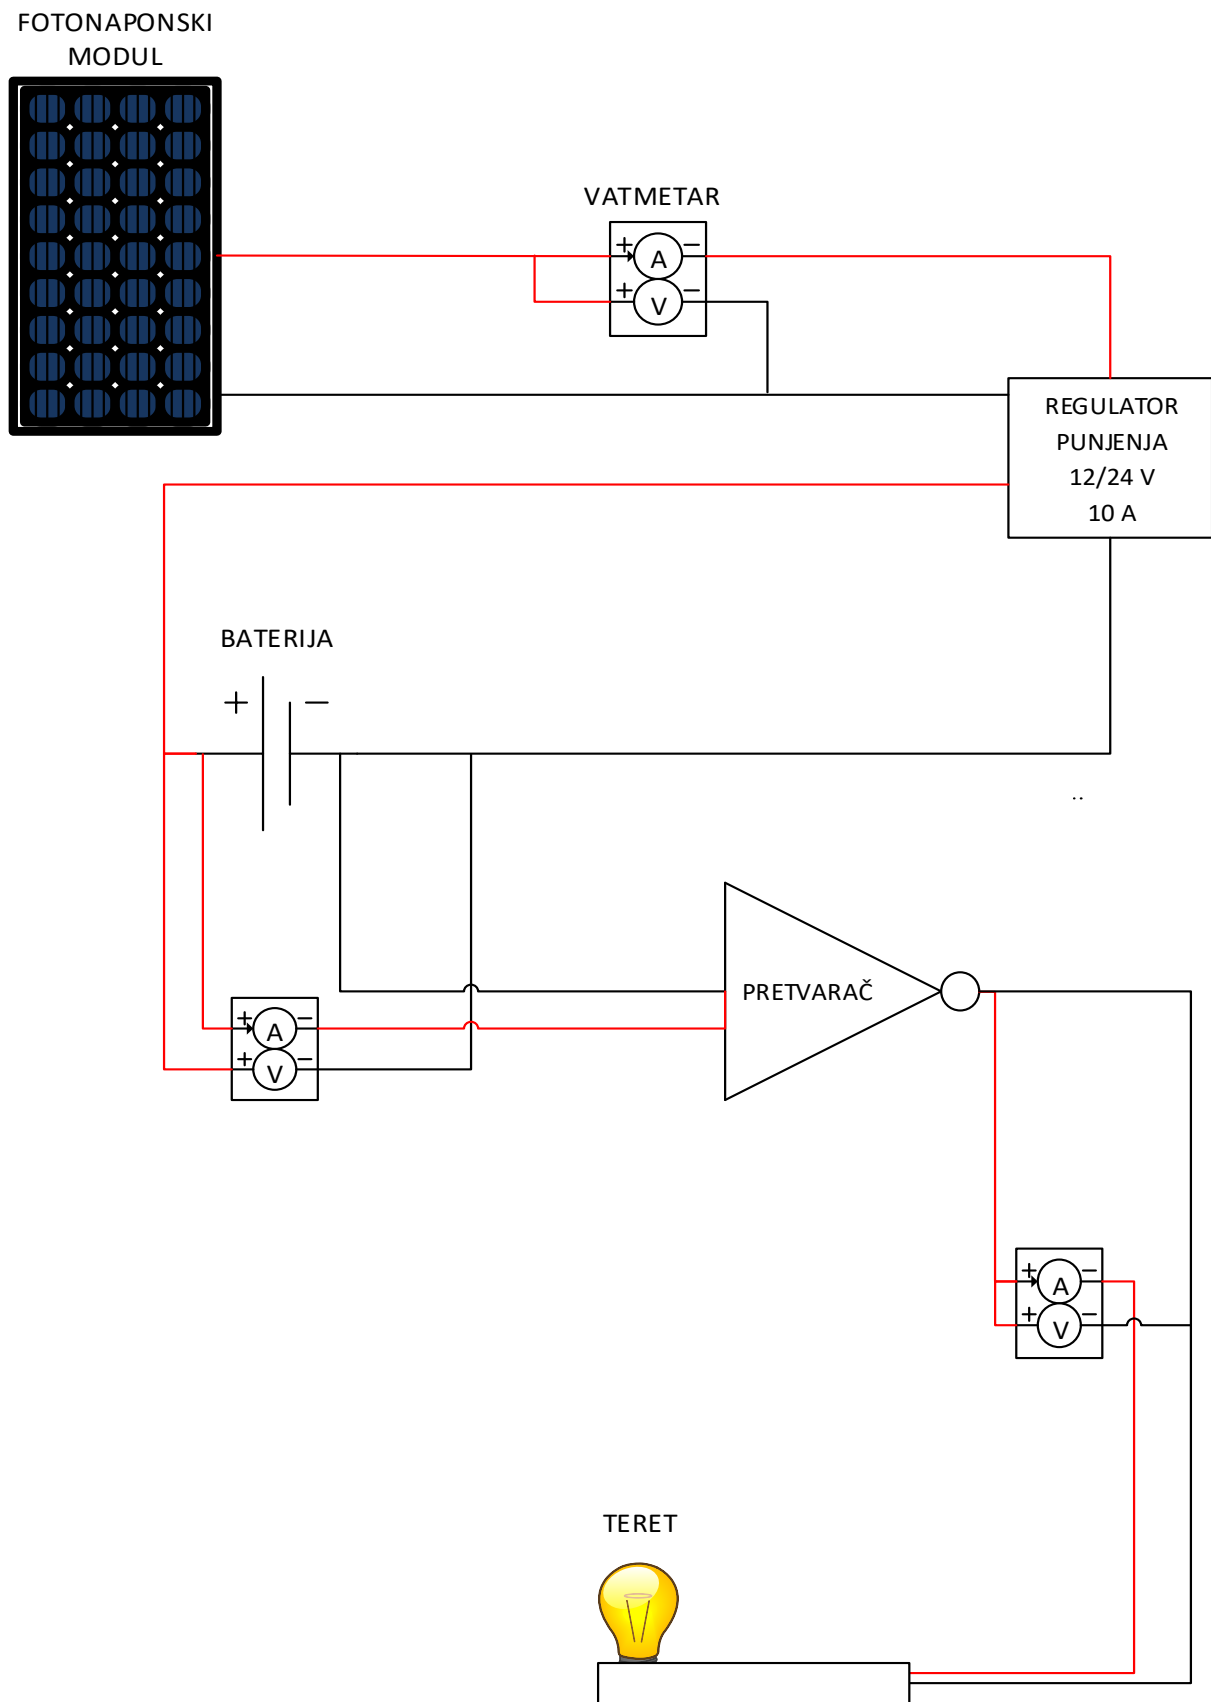 FOTONAPONSKI
MODUL
VATMETAR
+ A −
+ V −
REGULATOR
PUNJENJA
12/24 V
10 A
BATERIJA
+ −
..
PRETVARAČ
+ A −
+ V −
+ A −
+ V −
TERET